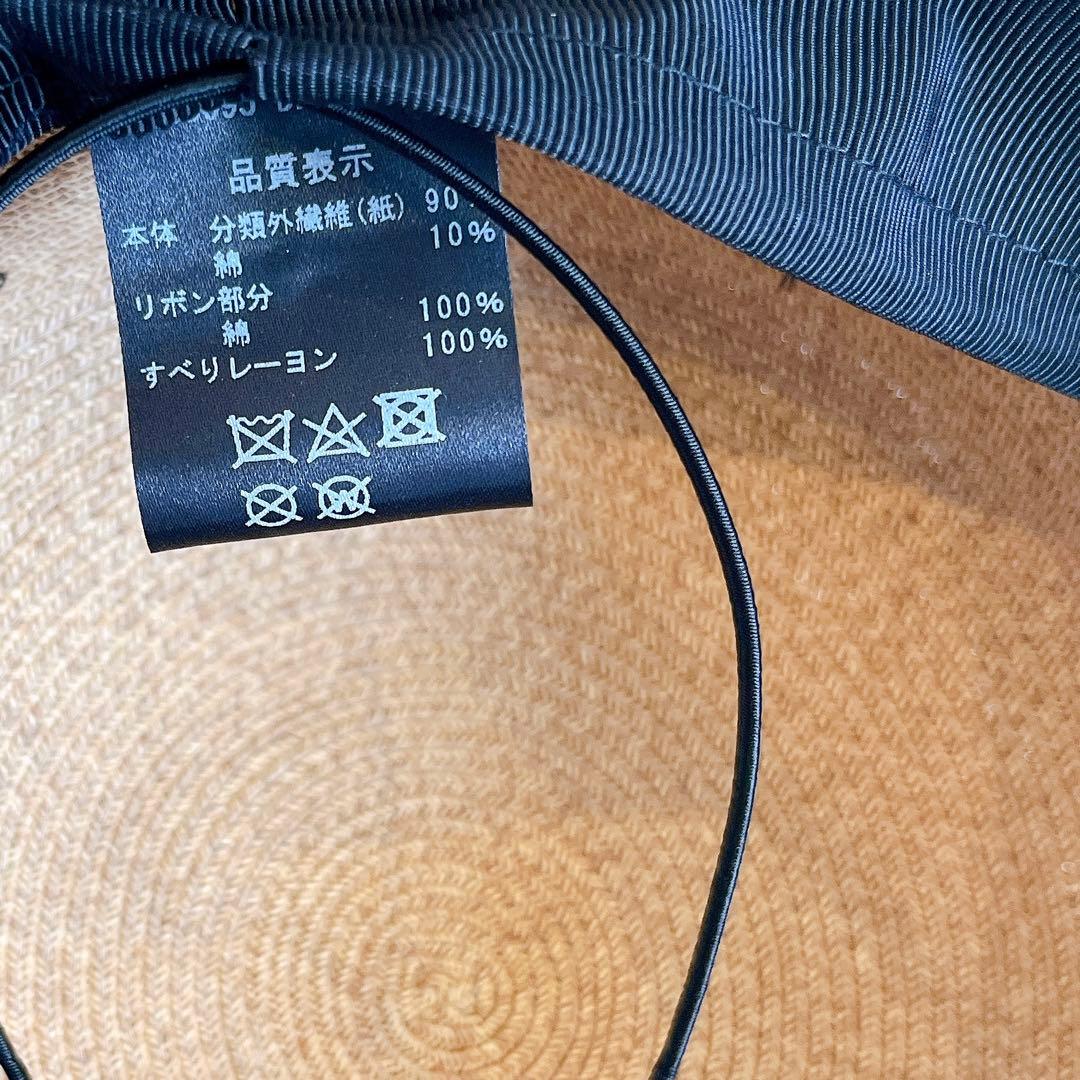 品質表示
本体 分類外繊維(紙) 90%
綿 10%
リボン部分
綿 100%
すべりレーヨン 100%